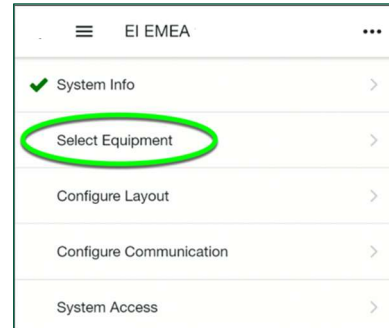 EI EMEA
System Info
Select Equipment
Configure Layout
Configure Communication
System Access